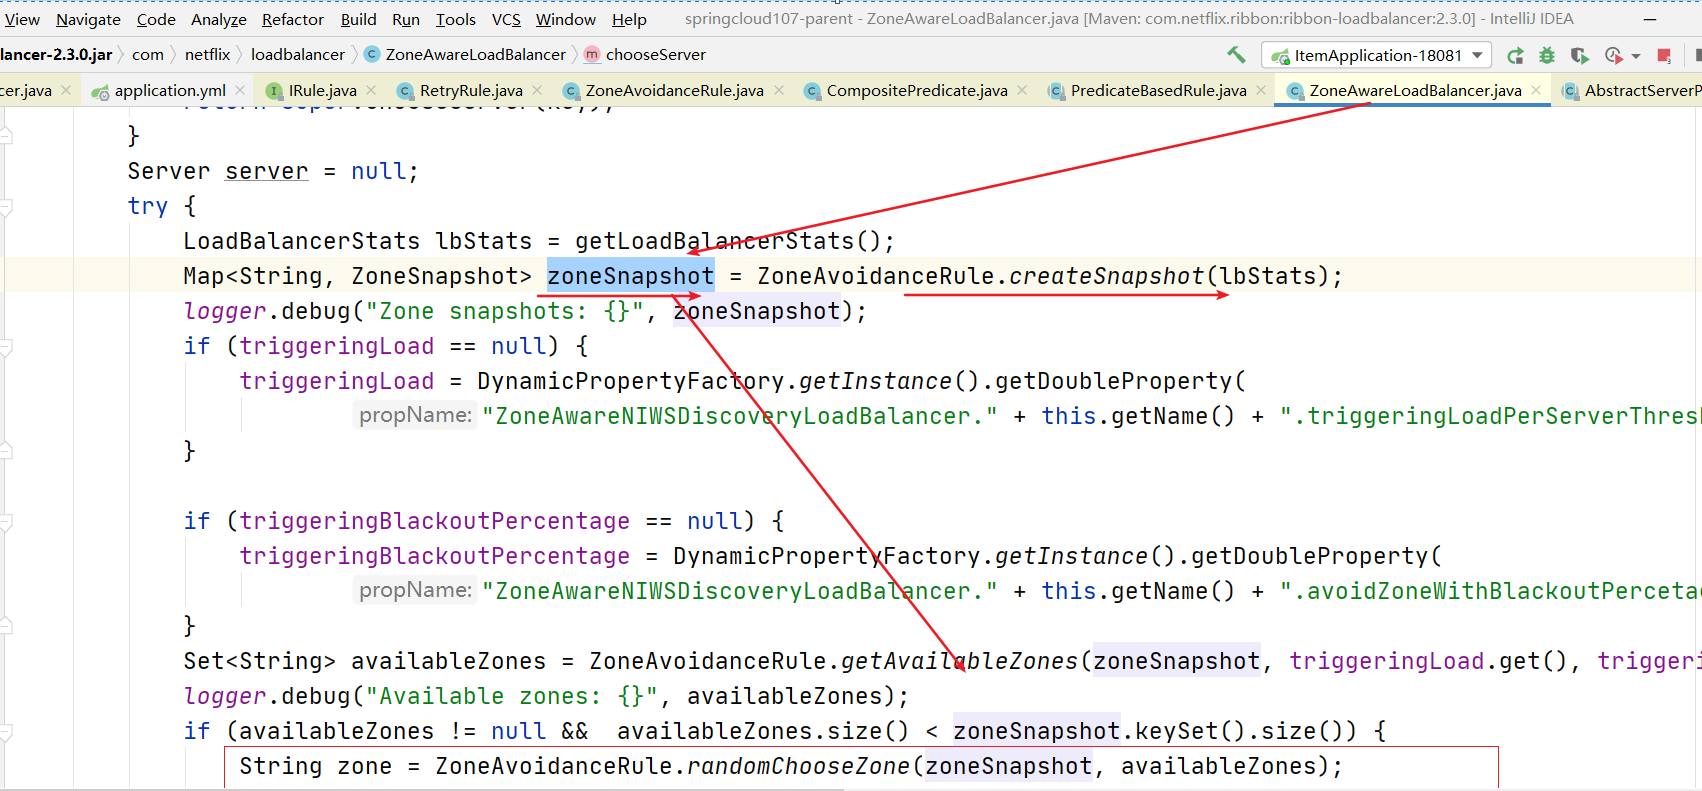 View Navigate Code Analyze Refactor Build Run Tools VCS Window Help springcloud107-parent - ZoneAwareLoadBalancer.java [Maven: com.netflix.ribbon:ribbon-loadbalancer:2.3.0] - IntelliJ IDEA
lancer-2.3.0.jar com netflix loadbalancer ZoneAwareLoadBalancer chooseServer ItemApplication-18081
cer.java application.yml IRule.java RetryRule.java ZoneAvoidanceRule.java CompositePredicate.java PredicateBasedRule.java ZoneAwareLoadBalancer.java AbstractServerP
}
Server server = null;
try {
LoadBalancerStats lbStats = getLoadBalancerStats();
Map<String, ZoneSnapshot> zoneSnapshot = ZoneAvoidanceRule.createSnapshot(lbStats);
logger.debug("Zone snapshots: {}", zoneSnapshot);
if (triggeringLoad == null) {
triggeringLoad = DynamicPropertyFactory.getInstance().getDoubleProperty(
propName: "ZoneAwareNIWSDiscoveryLoadBalancer." + this.getName() + ".triggeringLoadPerServerThresh
}
if (triggeringBlackoutPercentage == null) {
triggeringBlackoutPercentage = DynamicPropertyFactory.getInstance().getDoubleProperty(
propName: "ZoneAwareNIWSDiscoveryLoadBalancer." + this.getName() + ".avoidZoneWithBlackoutPercetag
}
Set<String> availableZones = ZoneAvoidanceRule.getAvailableZones(zoneSnapshot, triggeringLoad.get(), triggeri
logger.debug("Available zones: {}", availableZones);
if (availableZones != null && availableZones.size() < zoneSnapshot.keySet().size()) {
String zone = ZoneAvoidanceRule.randomChooseZone(zoneSnapshot, availableZones);